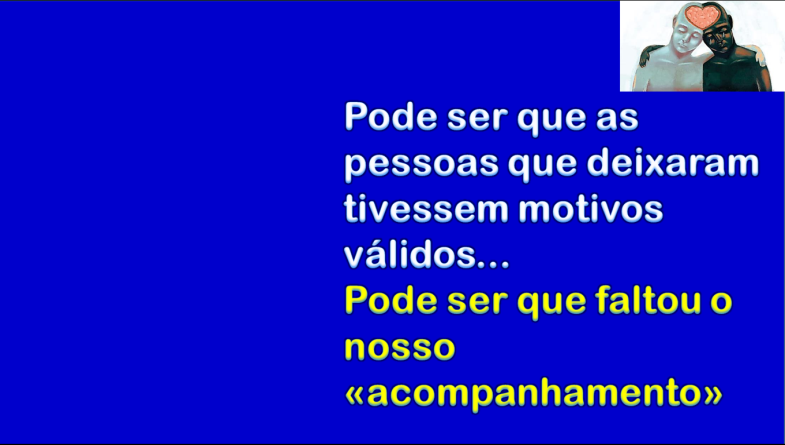 Pode ser que as
pessoas que deixaram
tivessem motivos
válidos...
Pode ser que faltou o
nosso
«acompanhamento»